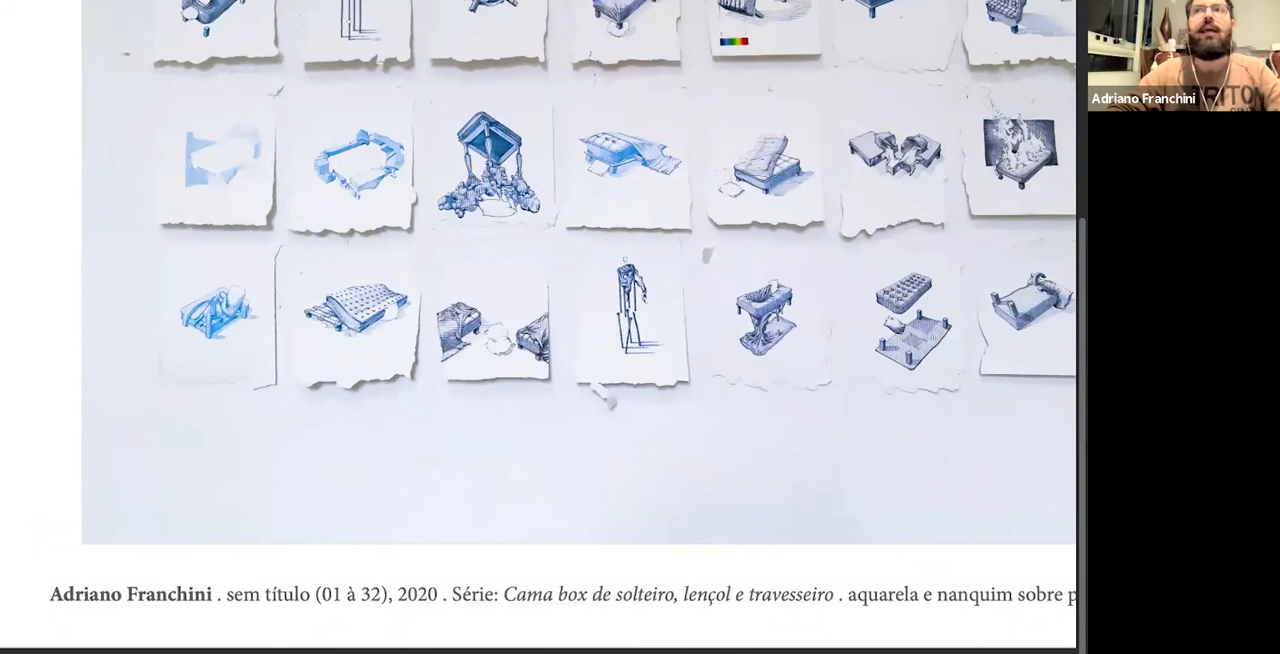 Adriano Franchini
Adriano Franchini . sem título (01 à 32), 2020 . Série: Cama box de solteiro, lençol e travesseiro . aquarela e nanquim sobre p